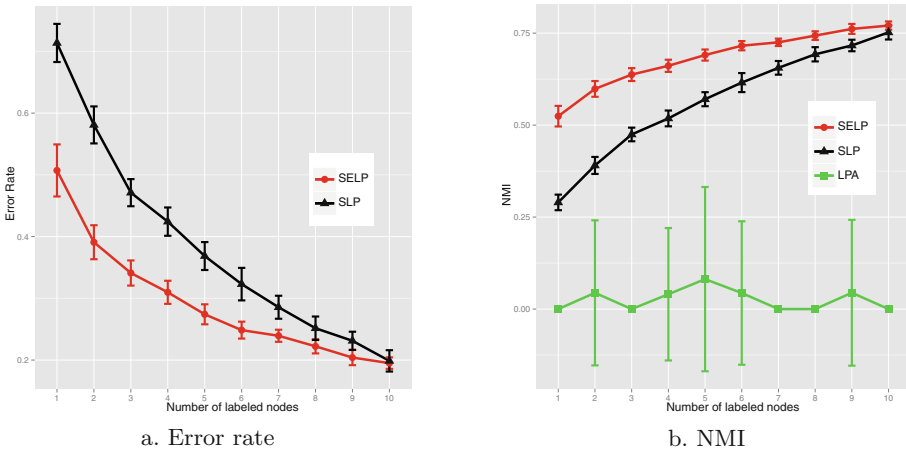 0.6
0.4
0.2
Error Rate
SELP
SLP
1 2 3 4 5 6 7 8 9 10
Number of labeled nodes
a. Error rate
0.75
0.50
0.25
0.00
NMI
SELP
SLP
LPA
1 2 3 4 5 6 7 8 9 10
Number of labeled nodes
b. NMI